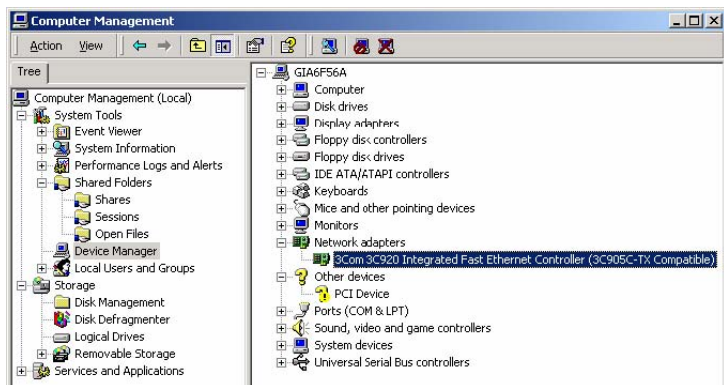 Computer Management
Action View
Tree
Computer Management (Local)
System Tools
Event Viewer
System Information
Performance Logs and Alerts
Shared Folders
Shares
Sessions
Open Files
Device Manager
Local Users and Groups
Storage
Disk Management
Disk Defragmenter
Logical Drives
Removable Storage
Services and Applications
GIA6F56A
Computer
Disk drives
Display adapters
Floppy disk controllers
Floppy disk drives
IDE ATA/ATAPI controllers
Keyboards
Mice and other pointing devices
Monitors
Network adapters
3Com 3C920 Integrated Fast Ethernet Controller (3C905C-TX Compatible)
Other devices
PCI Device
Ports (COM & LPT)
Sound, video and game controllers
System devices
Universal Serial Bus controllers